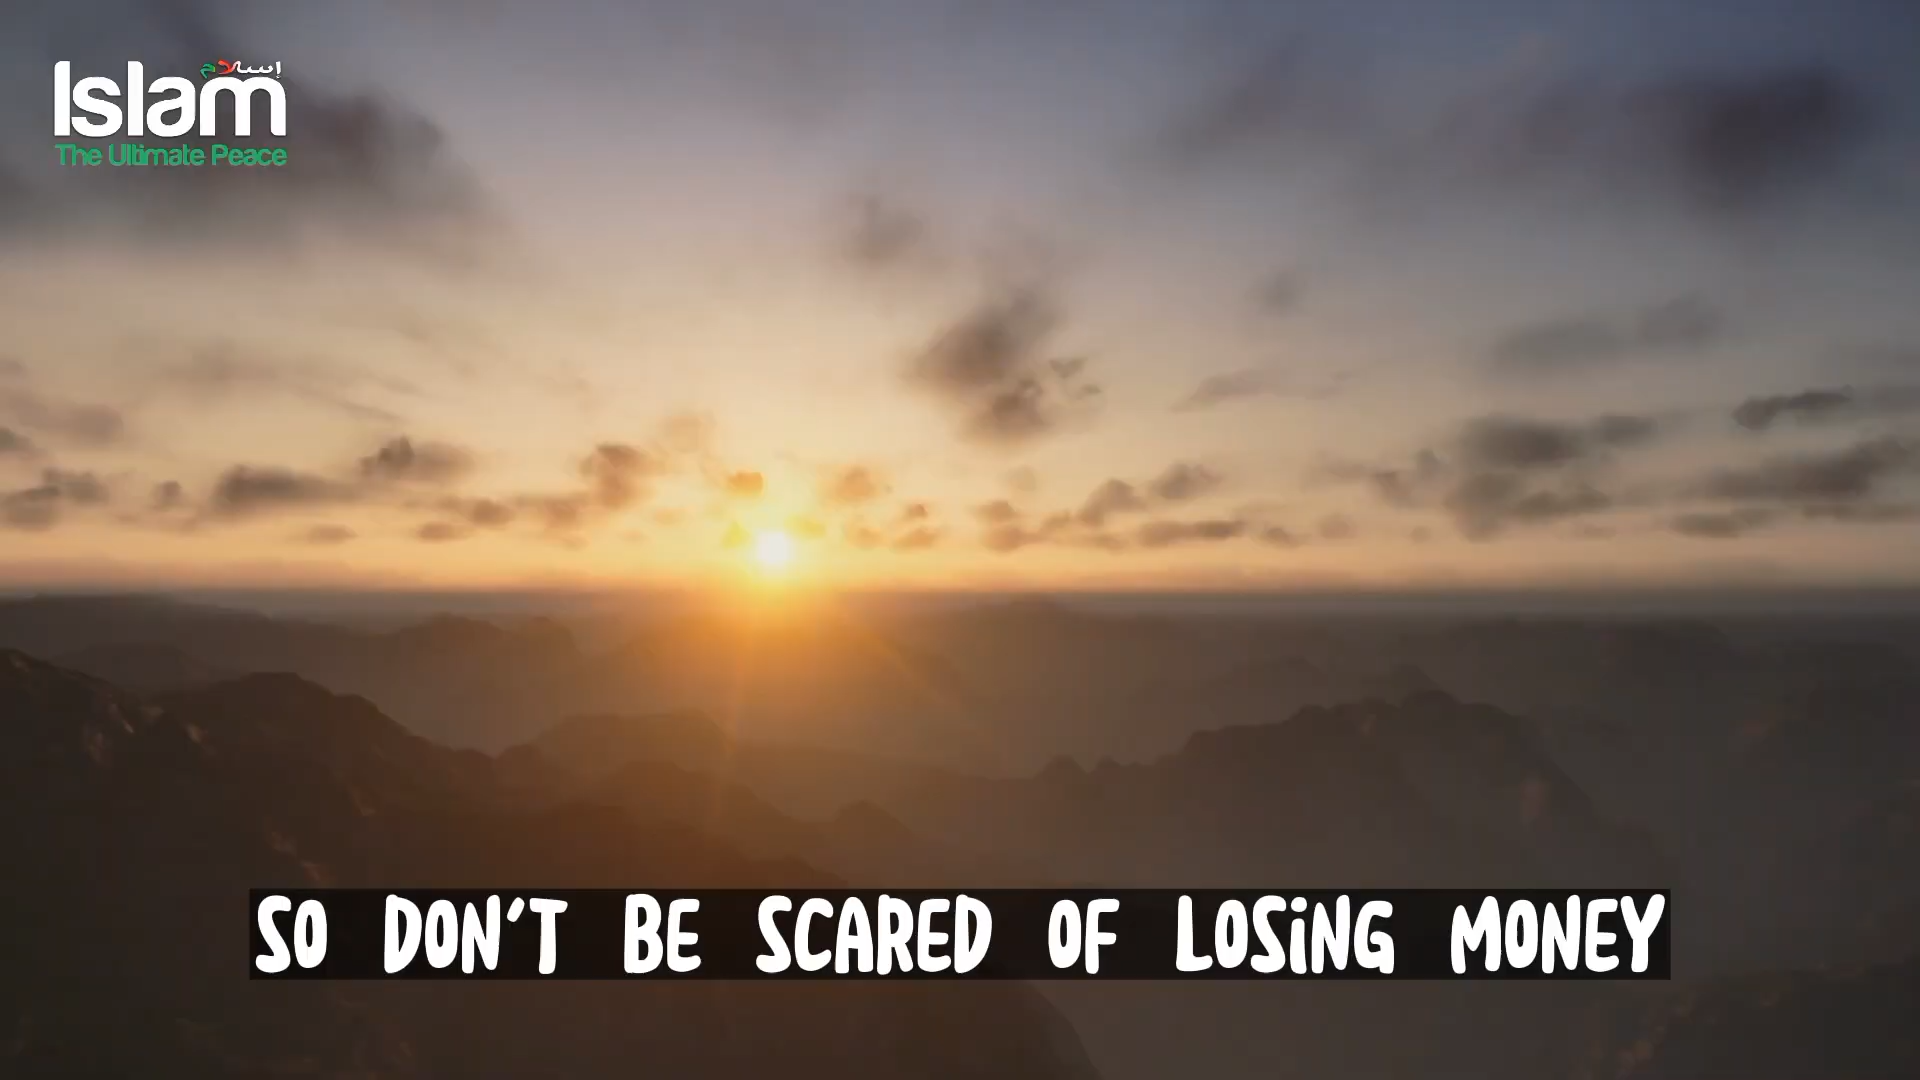 إسلام
Islam
The Ultimate Peace
SO DON'T BE SCARED OF LOSING MONEY